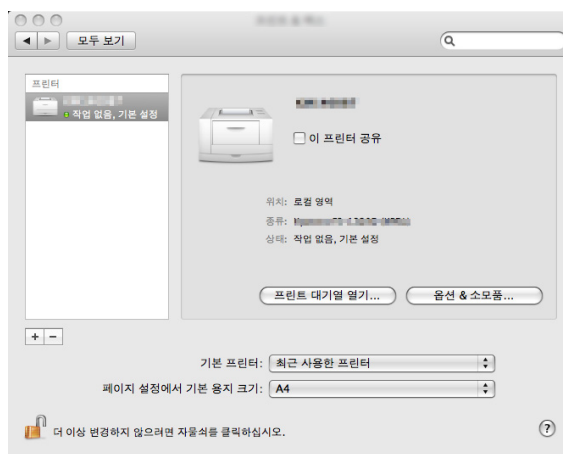 모두 보기
프린터
작업 없음, 기본 설정
이 프린터 공유
위치: 로컬 영역
종류:
상태: 작업 없음, 기본 설정
프린트 대기열 열기... 옵션 & 소모품...
+ −
기본 프린터: 최근 사용한 프린터
페이지 설정에서 기본 용지 크기: A4
더 이상 변경하지 않으려면 자물쇠를 클릭하십시오. ?